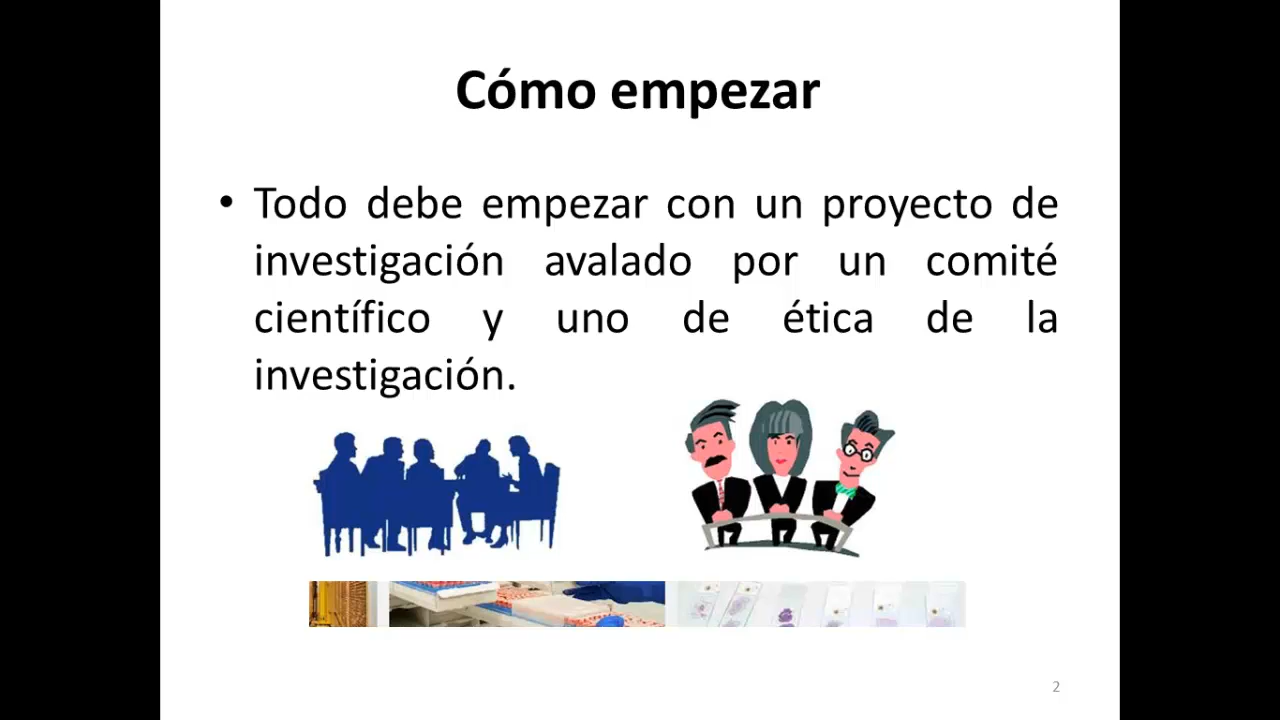 Cómo empezar
• Todo debe empezar con un proyecto de
investigación avalado por un comité
científico y uno de ética de la
investigación.
2